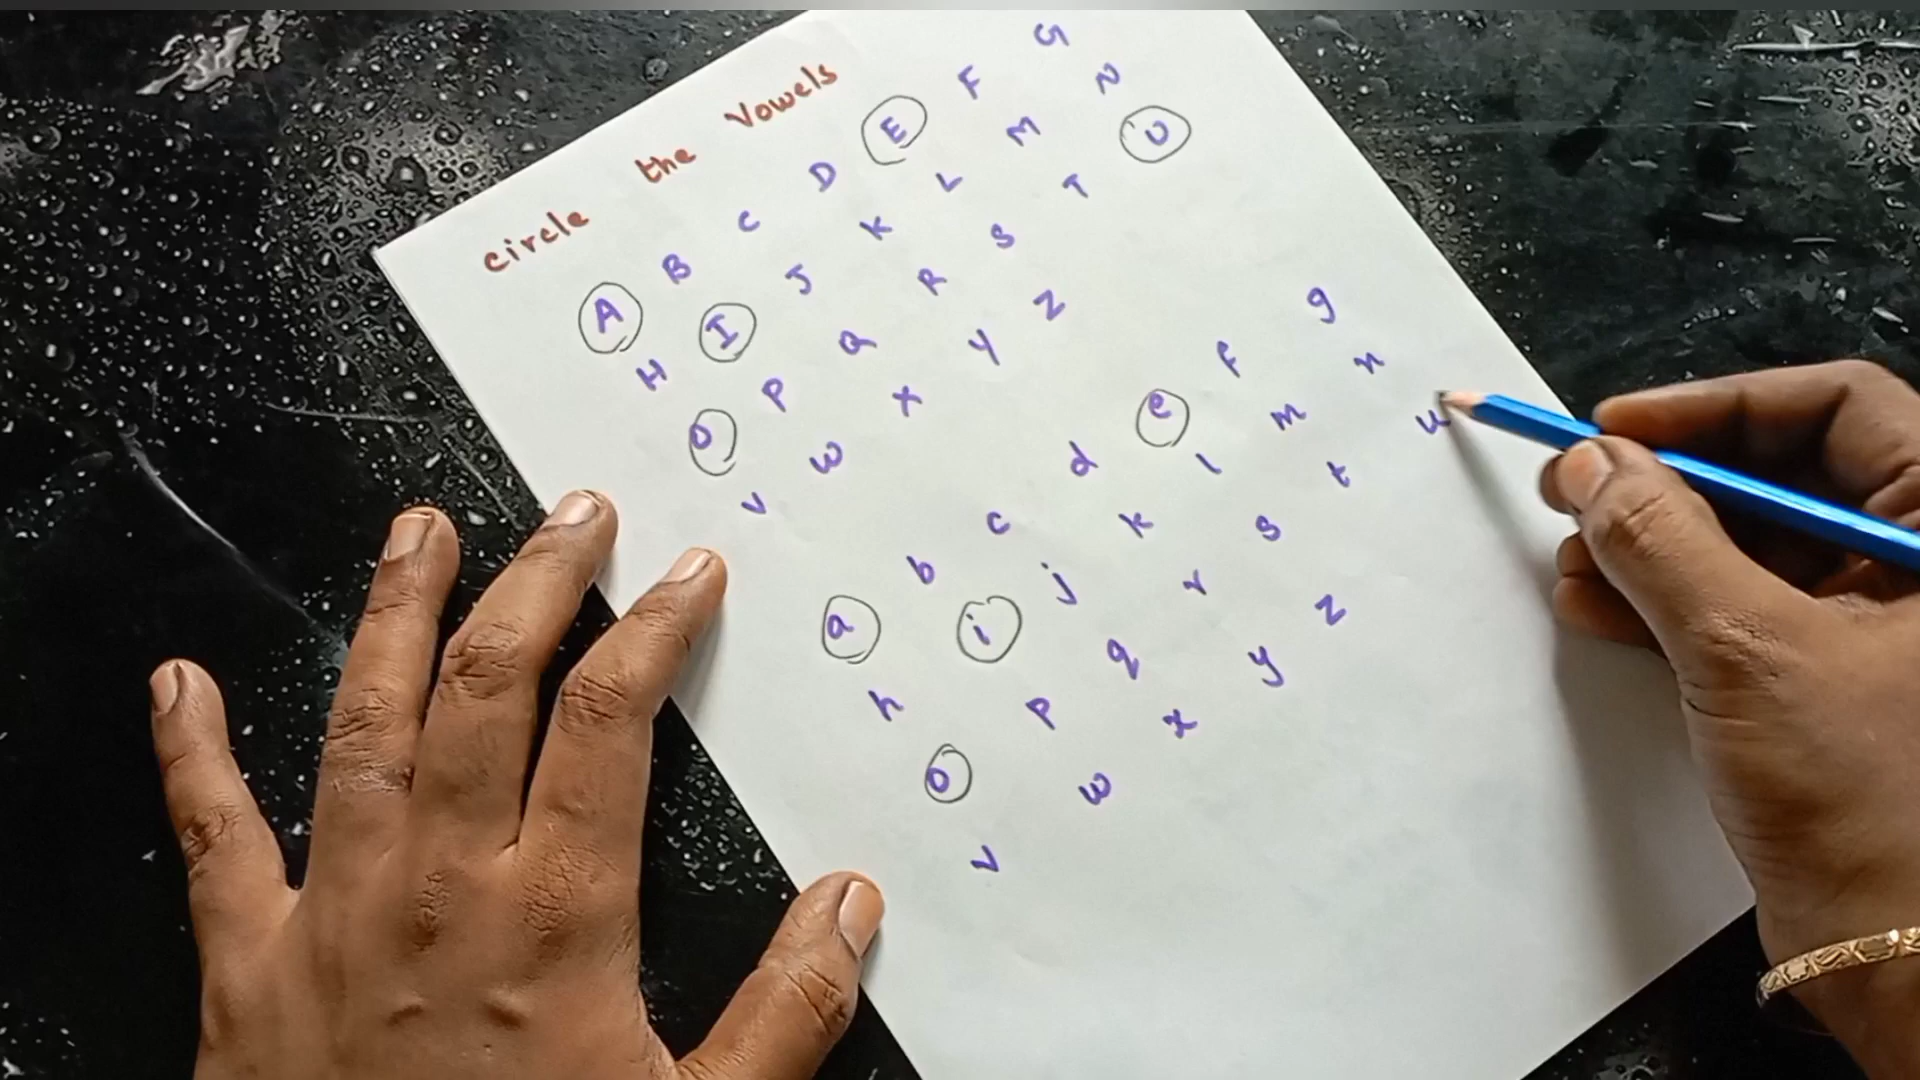 circle the Vowels
A B C D E F G
H I J K L M N
O P Q R S T U
V W X Y Z
a b c d e f g
h i j k l m n
o p q r s t u
v w x y z